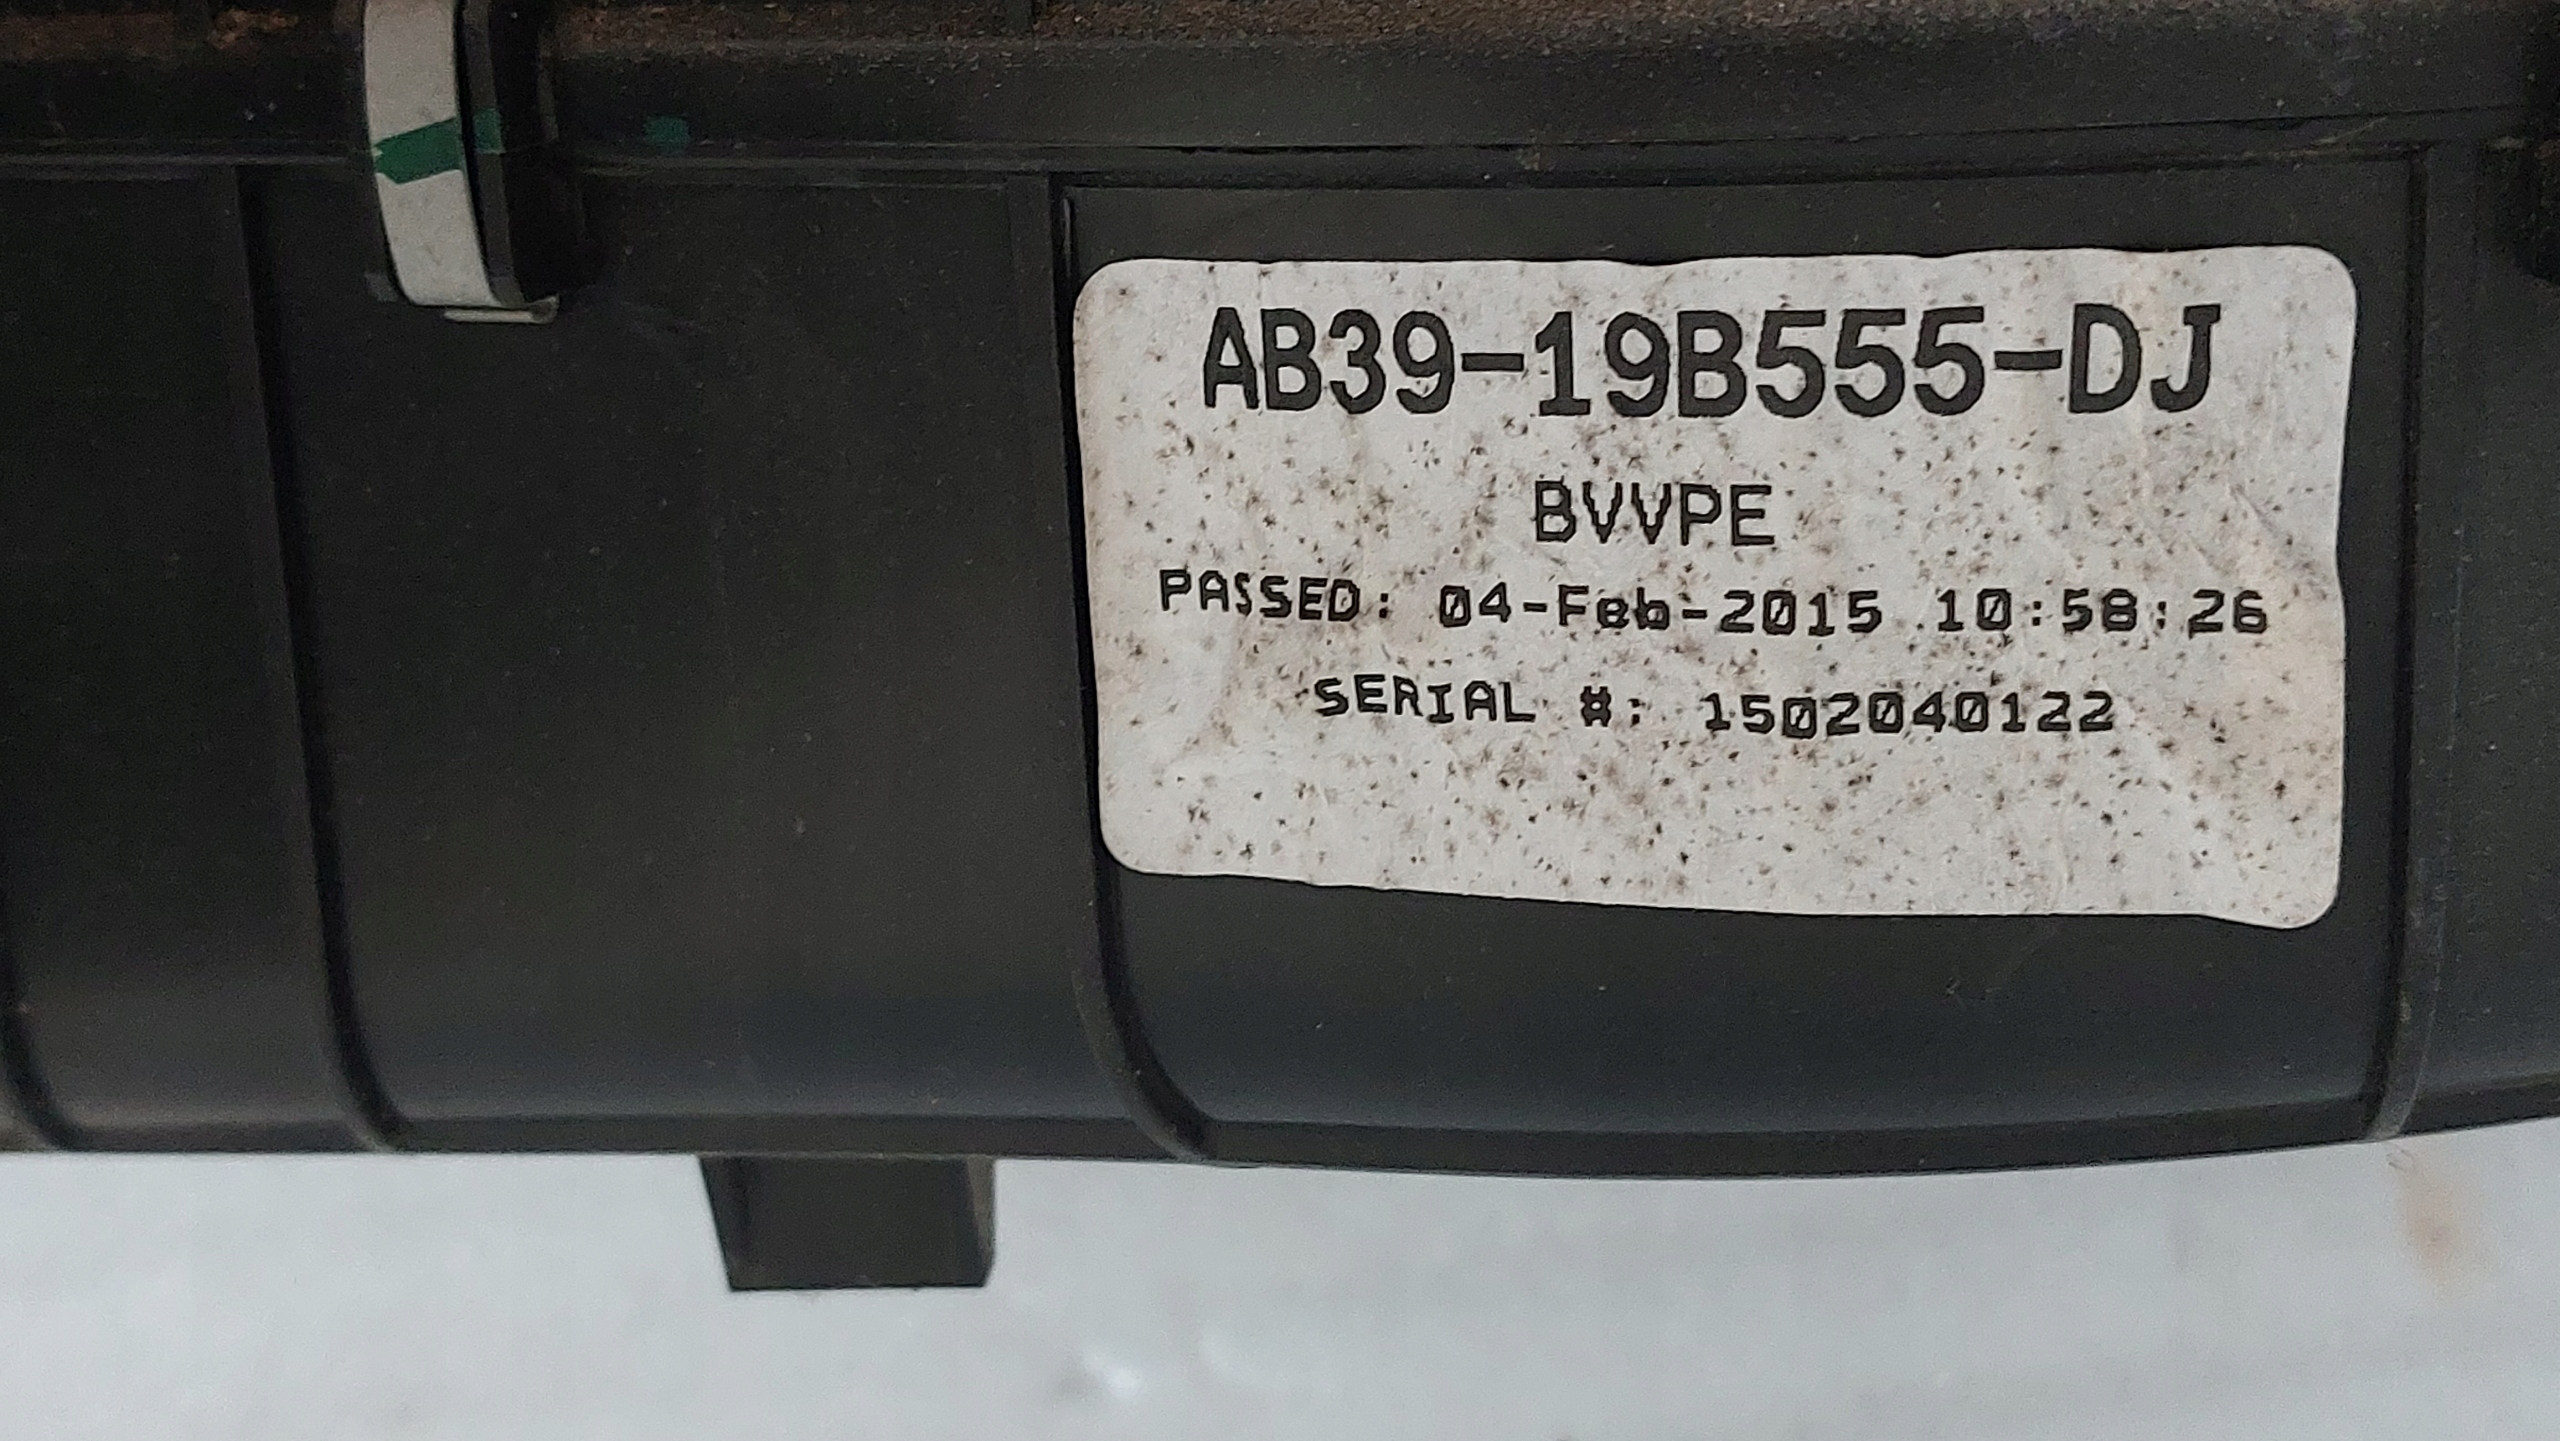 AB39-19B555-DJ
BVVPE
PASSED: 04-Feb-2015 10:58:26
SERIAL #: 1502040122